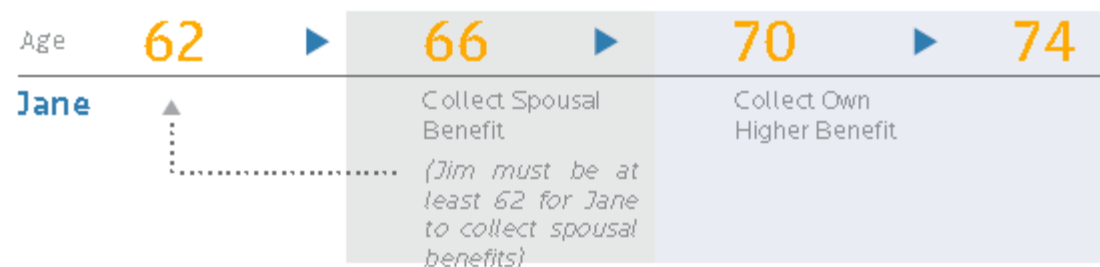 Age 62 66 70 74
Jane
Collect Spousal
Benefit
(Jim must be at
least 62 for Jane
to collect spousal
benefits)
Collect Own
Higher Benefit